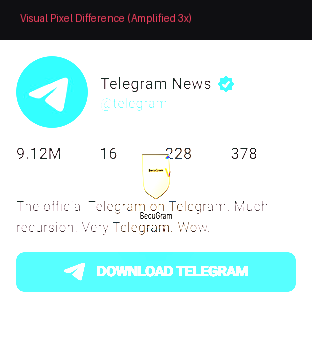 Visual Pixel Difference (Amplified 3x)
Telegram News
@telegram
9.12M 16 228 378
SecuGram
The official Telegram on Telegram. Much
recursion. Very Telegram. Wow.
DOWNLOAD TELEGRAM